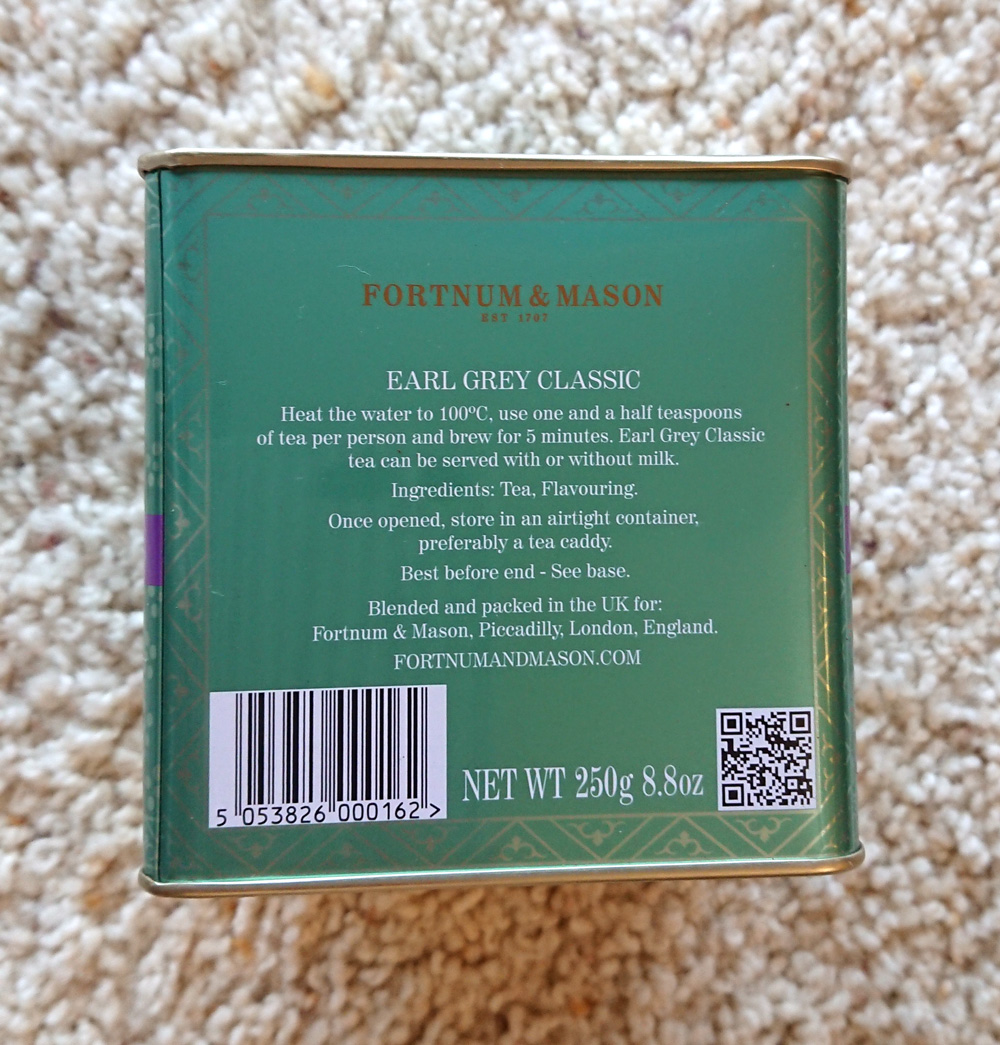 FORTNUM & MASON
EST 1707
EARL GREY CLASSIC
Heat the water to 100ºC, use one and a half teaspoons
of tea per person and brew for 5 minutes. Earl Grey Classic
tea can be served with or without milk.
Ingredients: Tea, Flavouring.
Once opened, store in an airtight container,
preferably a tea caddy.
Best before end - See base.
Blended and packed in the UK for:
Fortnum & Mason, Piccadilly, London, England.
FORTNUMANDMASON.COM
NET WT 250g 8.8oz
5 053826 000162 >